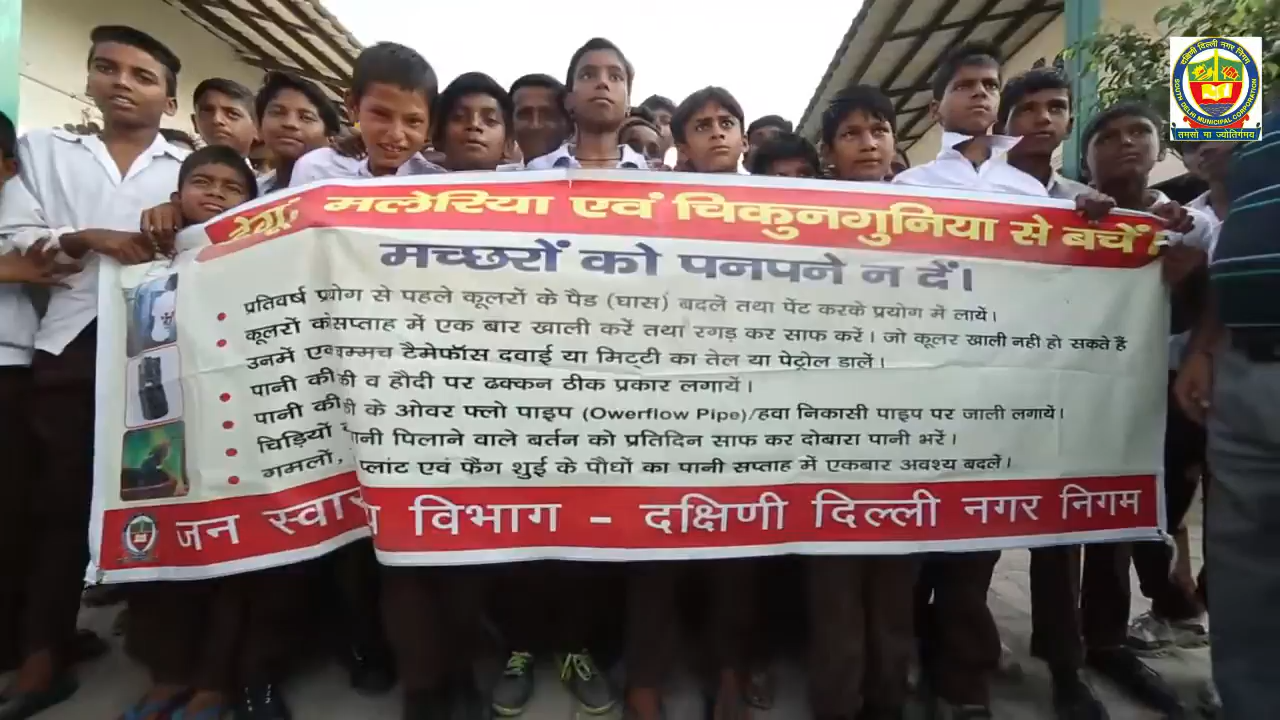 दक्षिणी दिल्ली नगर निगम
SOUTH DELHI MUNICIPAL CORPORATION
तमसो मा ज्योतिर्गमय
मलेरिया एवं चिकुनगुनिया से बचें।
मच्छरों को पनपने न दें।
प्रतिवर्ष प्रयोग से पहले कूलरों के पैड (घास) बदलें तथा पेंट करके प्रयोग में लायें।
कूलरों को सप्ताह में एक बार खाली करें तथा रगड़ कर साफ करें। जो कूलर खाली नही हो सकते हैं
उनमें एक चम्मच टैमेफॉस दवाई या मिट्टी का तेल या पेट्रोल डालें।
पानी की व हौदी पर ढक्कन ठीक प्रकार लगायें।
पानी की के ओवर फ्लो पाइप (Owerflow Pipe)/हवा निकासी पाइप पर जाली लगायें।
चिड़ियों पानी पिलाने वाले बर्तन को प्रतिदिन साफ कर दोबारा पानी भरें।
गमलों, प्लांट एवं फैंग शुई के पौधों का पानी सप्ताह में एकबार अवश्य बदलें।
जन स्वास्थ्य विभाग - दक्षिणी दिल्ली नगर निगम